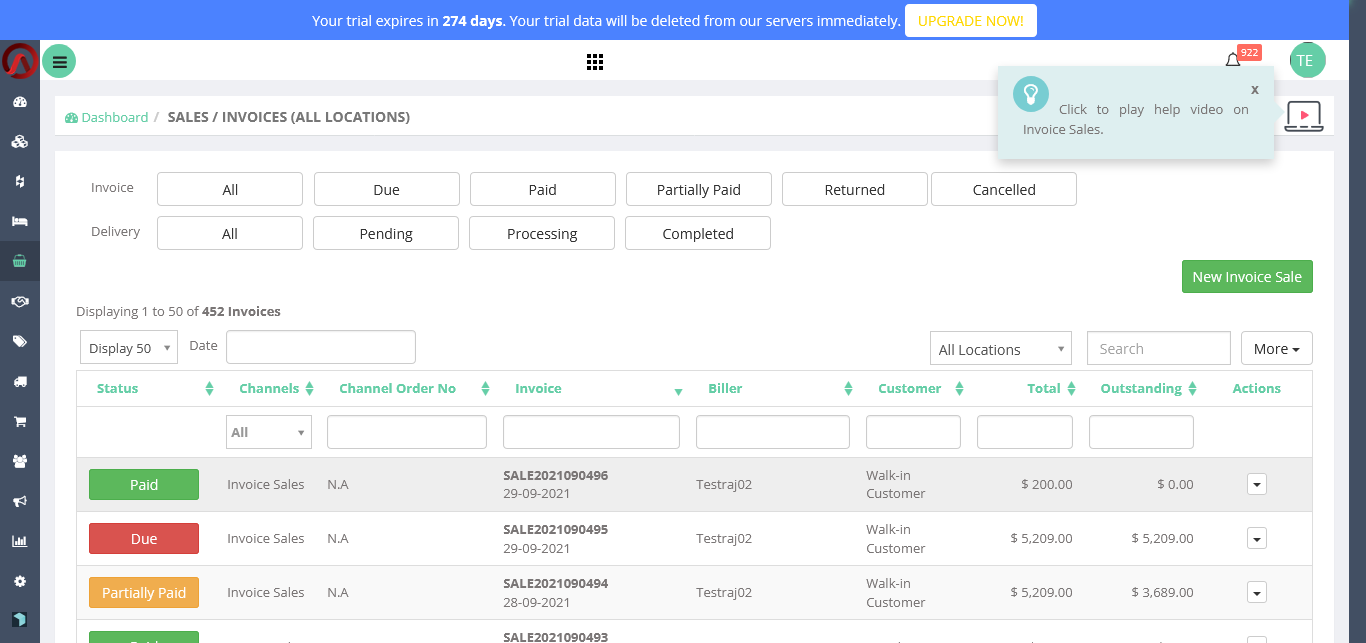 Your trial expires in 274 days. Your trial data will be deleted from our servers immediately. UPGRADE NOW!
922
TE
Dashboard / SALES / INVOICES (ALL LOCATIONS)
x
Click to play help video on
Invoice Sales.
Invoice All Due Paid Partially Paid Returned Cancelled
Delivery All Pending Processing Completed
New Invoice Sale
Displaying 1 to 50 of 452 Invoices
Display 50 Date All Locations Search More
Status Channels Channel Order No Invoice Biller Customer Total Outstanding Actions
All
Paid Invoice Sales N.A SALE2021090496 Testraj02 Walk-in $ 200.00 $ 0.00
29-09-2021 Customer
Due Invoice Sales N.A SALE2021090495 Testraj02 Walk-in $ 5,209.00 $ 5,209.00
29-09-2021 Customer
Partially Paid Invoice Sales N.A SALE2021090494 Testraj02 Walk-in $ 5,209.00 $ 3,689.00
28-09-2021 Customer
SALE2021090493